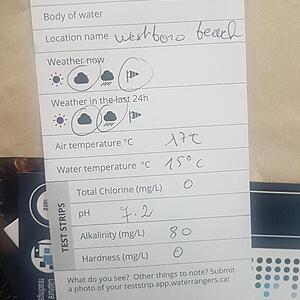 Body of water
Location name westboro beach
Weather now
Weather in the last 24h
Air temperature °C 17°C
Water temperature °C 15°C
TEST STRIPS
Total Chlorine (mg/L) 0
pH 7.2
Alkalinity (mg/L) 80
Hardness (mg/L) 0
What do you see? Other things to note? Submit
a photo of your teststrip app.waterrangers.ca!